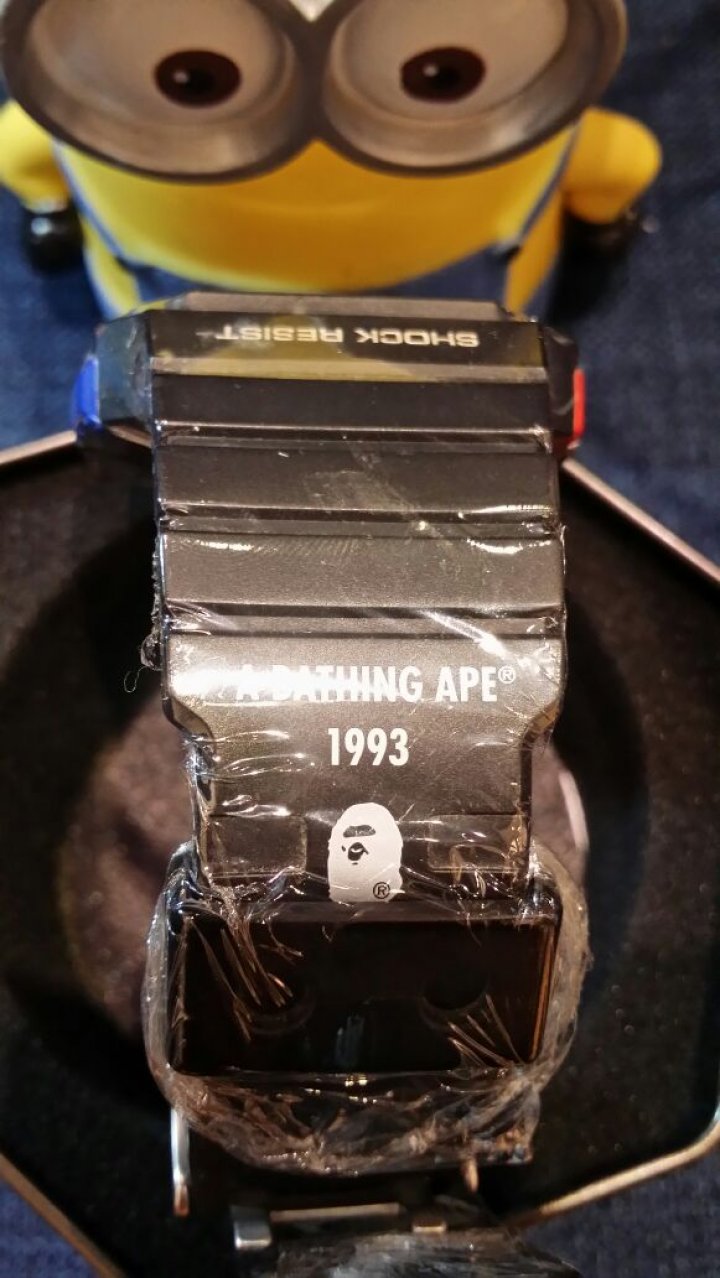 SHOCK RESIST
A BATHING APE®
1993
®